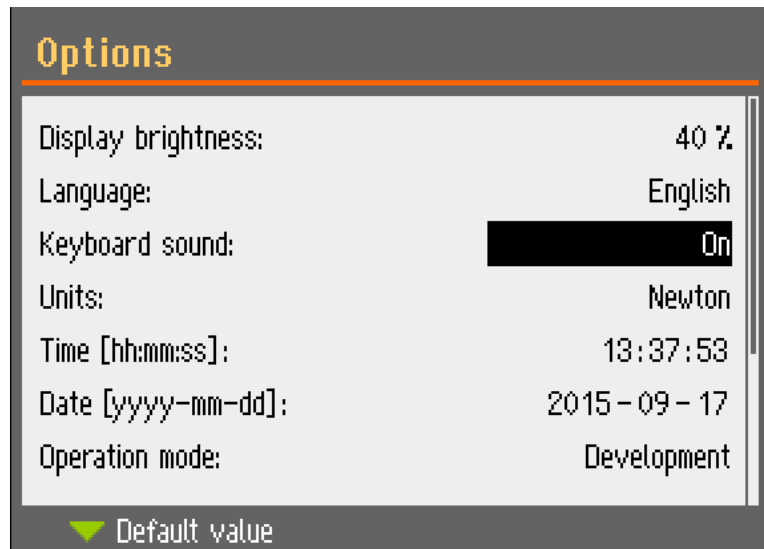 Options
Display brightness: 40 %
Language: English
Keyboard sound: On
Units: Newton
Time [hh:mm:ss]: 13:37:53
Date [yyyy-mm-dd]: 2015-09-17
Operation mode: Development
Default value